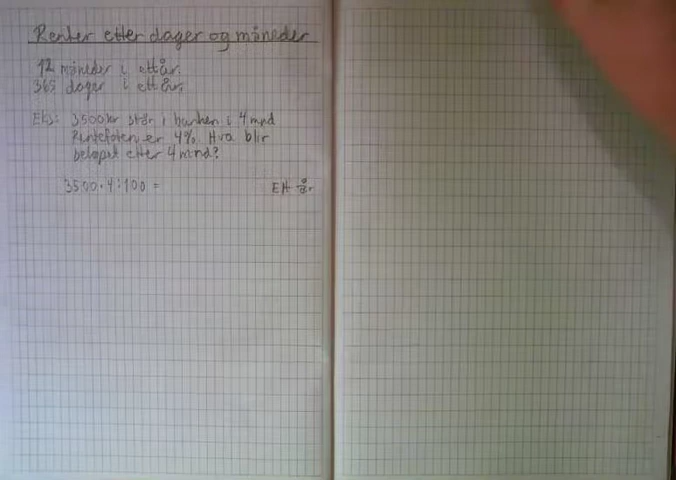 Renter etter dager og måneder
12 måneder i ett år.
365 dager i ett år.
Eks: 3500kr står i banken i 4 mnd
Rentefoten er 4%. Hva blir
beløpet etter 4 mnd?
3500·4:100 = Ett år